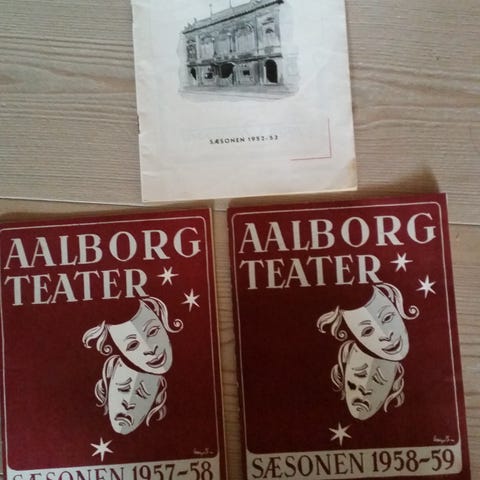 SÆSONEN 1952-53
AALBORG
TEATER
SÆSONEN 1957-58
AALBORG
TEATER
SÆSONEN 1958-59